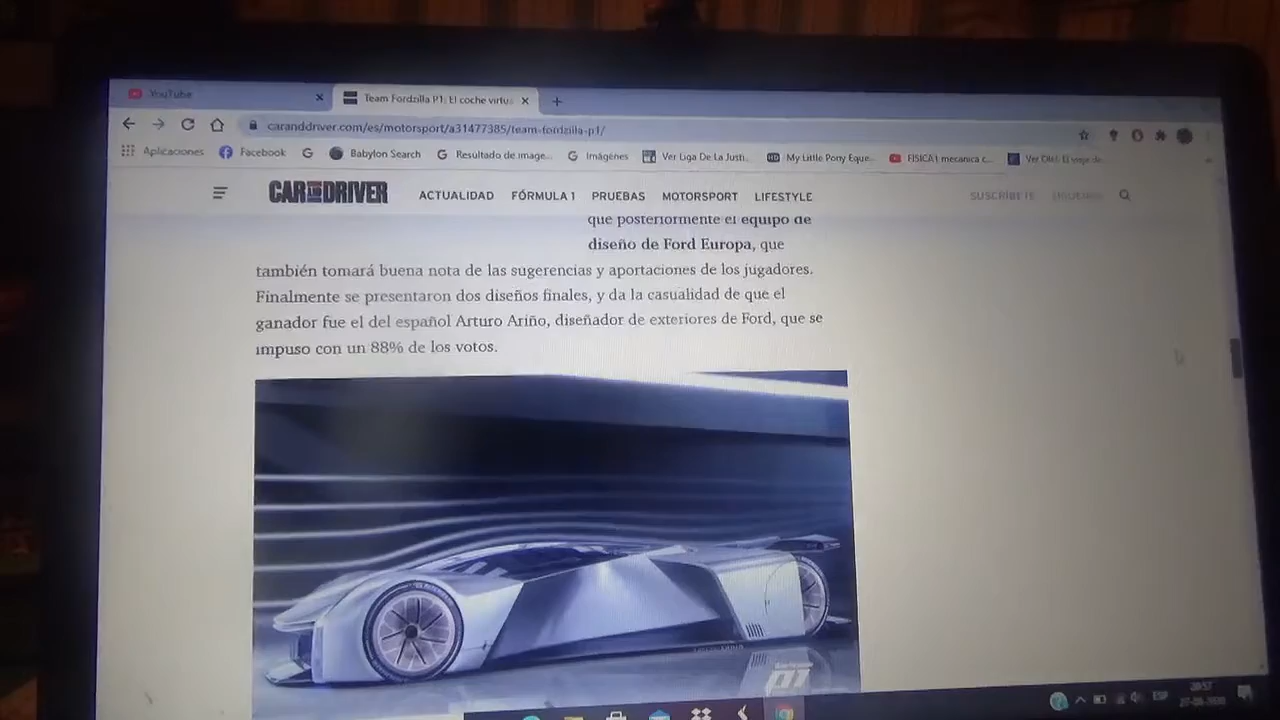 YouTube
Team Fordzilla P1: El coche virtu
caranddriver.com/es/motorsport/a31477385/team-fordzilla-p1/
Aplicaciones Facebook Babylon Search Resultado de image... Imágenes Ver Liga De La Justi... My Little Pony Eque... FISICA I mecanica c...
CAR AND DRIVER ACTUALIDAD FÓRMULA 1 PRUEBAS MOTORSPORT LIFESTYLE SUSCRÍBETE
que posteriormente el equipo de
diseño de Ford Europa, que
también tomará buena nota de las sugerencias y aportaciones de los jugadores.
Finalmente se presentaron dos diseños finales, y da la casualidad de que el
ganador fue el del español Arturo Ariño, diseñador de exteriores de Ford, que se
impuso con un 88% de los votos.
P1
ESP
20:57